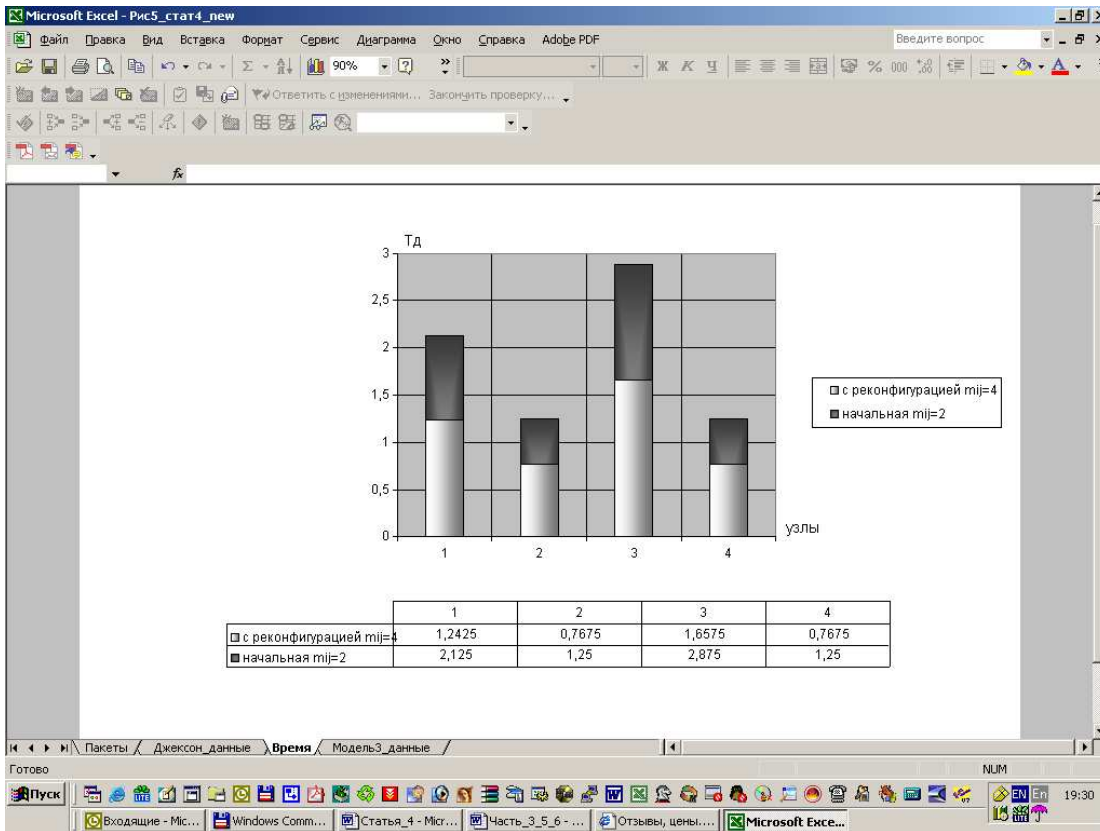 Microsoft Excel - Рис5_стат4_new
Файл Правка Вид Вставка Формат Сервис Диаграмма Окно Справка Adobe PDF Введите вопрос
90% Ж К Ч % 000
Ответить с изменениями... Закончить проверку...
fx
Тд
3
2,5
2
1,5
1
0,5
0
1 2 3 4
узлы
с реконфигурацией mij=4
начальная mij=2
1 2 3 4
с реконфигурацией mij=4 1,2425 0,7675 1,6575 0,7675
начальная mij=2 2,125 1,25 2,875 1,25
Пакеты Джексон_данные Время Модель3_данные
Готово NUM
Пуск EN En 19:30
Входящие - Mic... Windows Comm... Статья_4 - Micr... Часть_3_5_6 - ... Отзывы, цены.... Microsoft Exce...